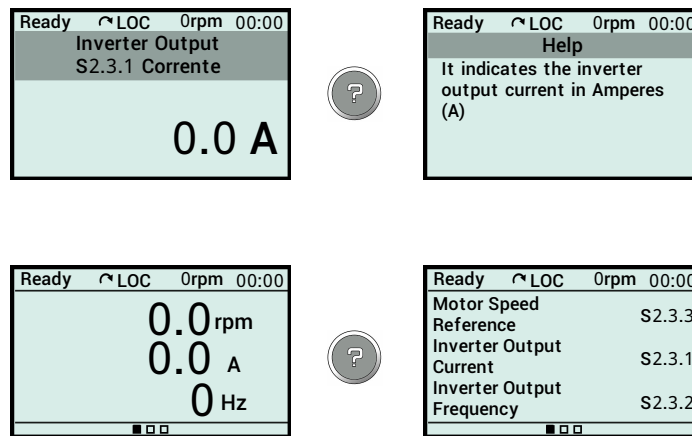 Ready LOC 0rpm 00:00
Inverter Output
S2.3.1 Corrente
0.0 A
?
Ready LOC 0rpm 00:00
Help
It indicates the inverter
output current in Amperes
(A)
Ready LOC 0rpm 00:00
0.0 rpm
0.0 A
0 Hz
?
Ready LOC 0rpm 00:00
Motor Speed
Reference S2.3.3
Inverter Output
Current S2.3.1
Inverter Output
Frequency S2.3.2